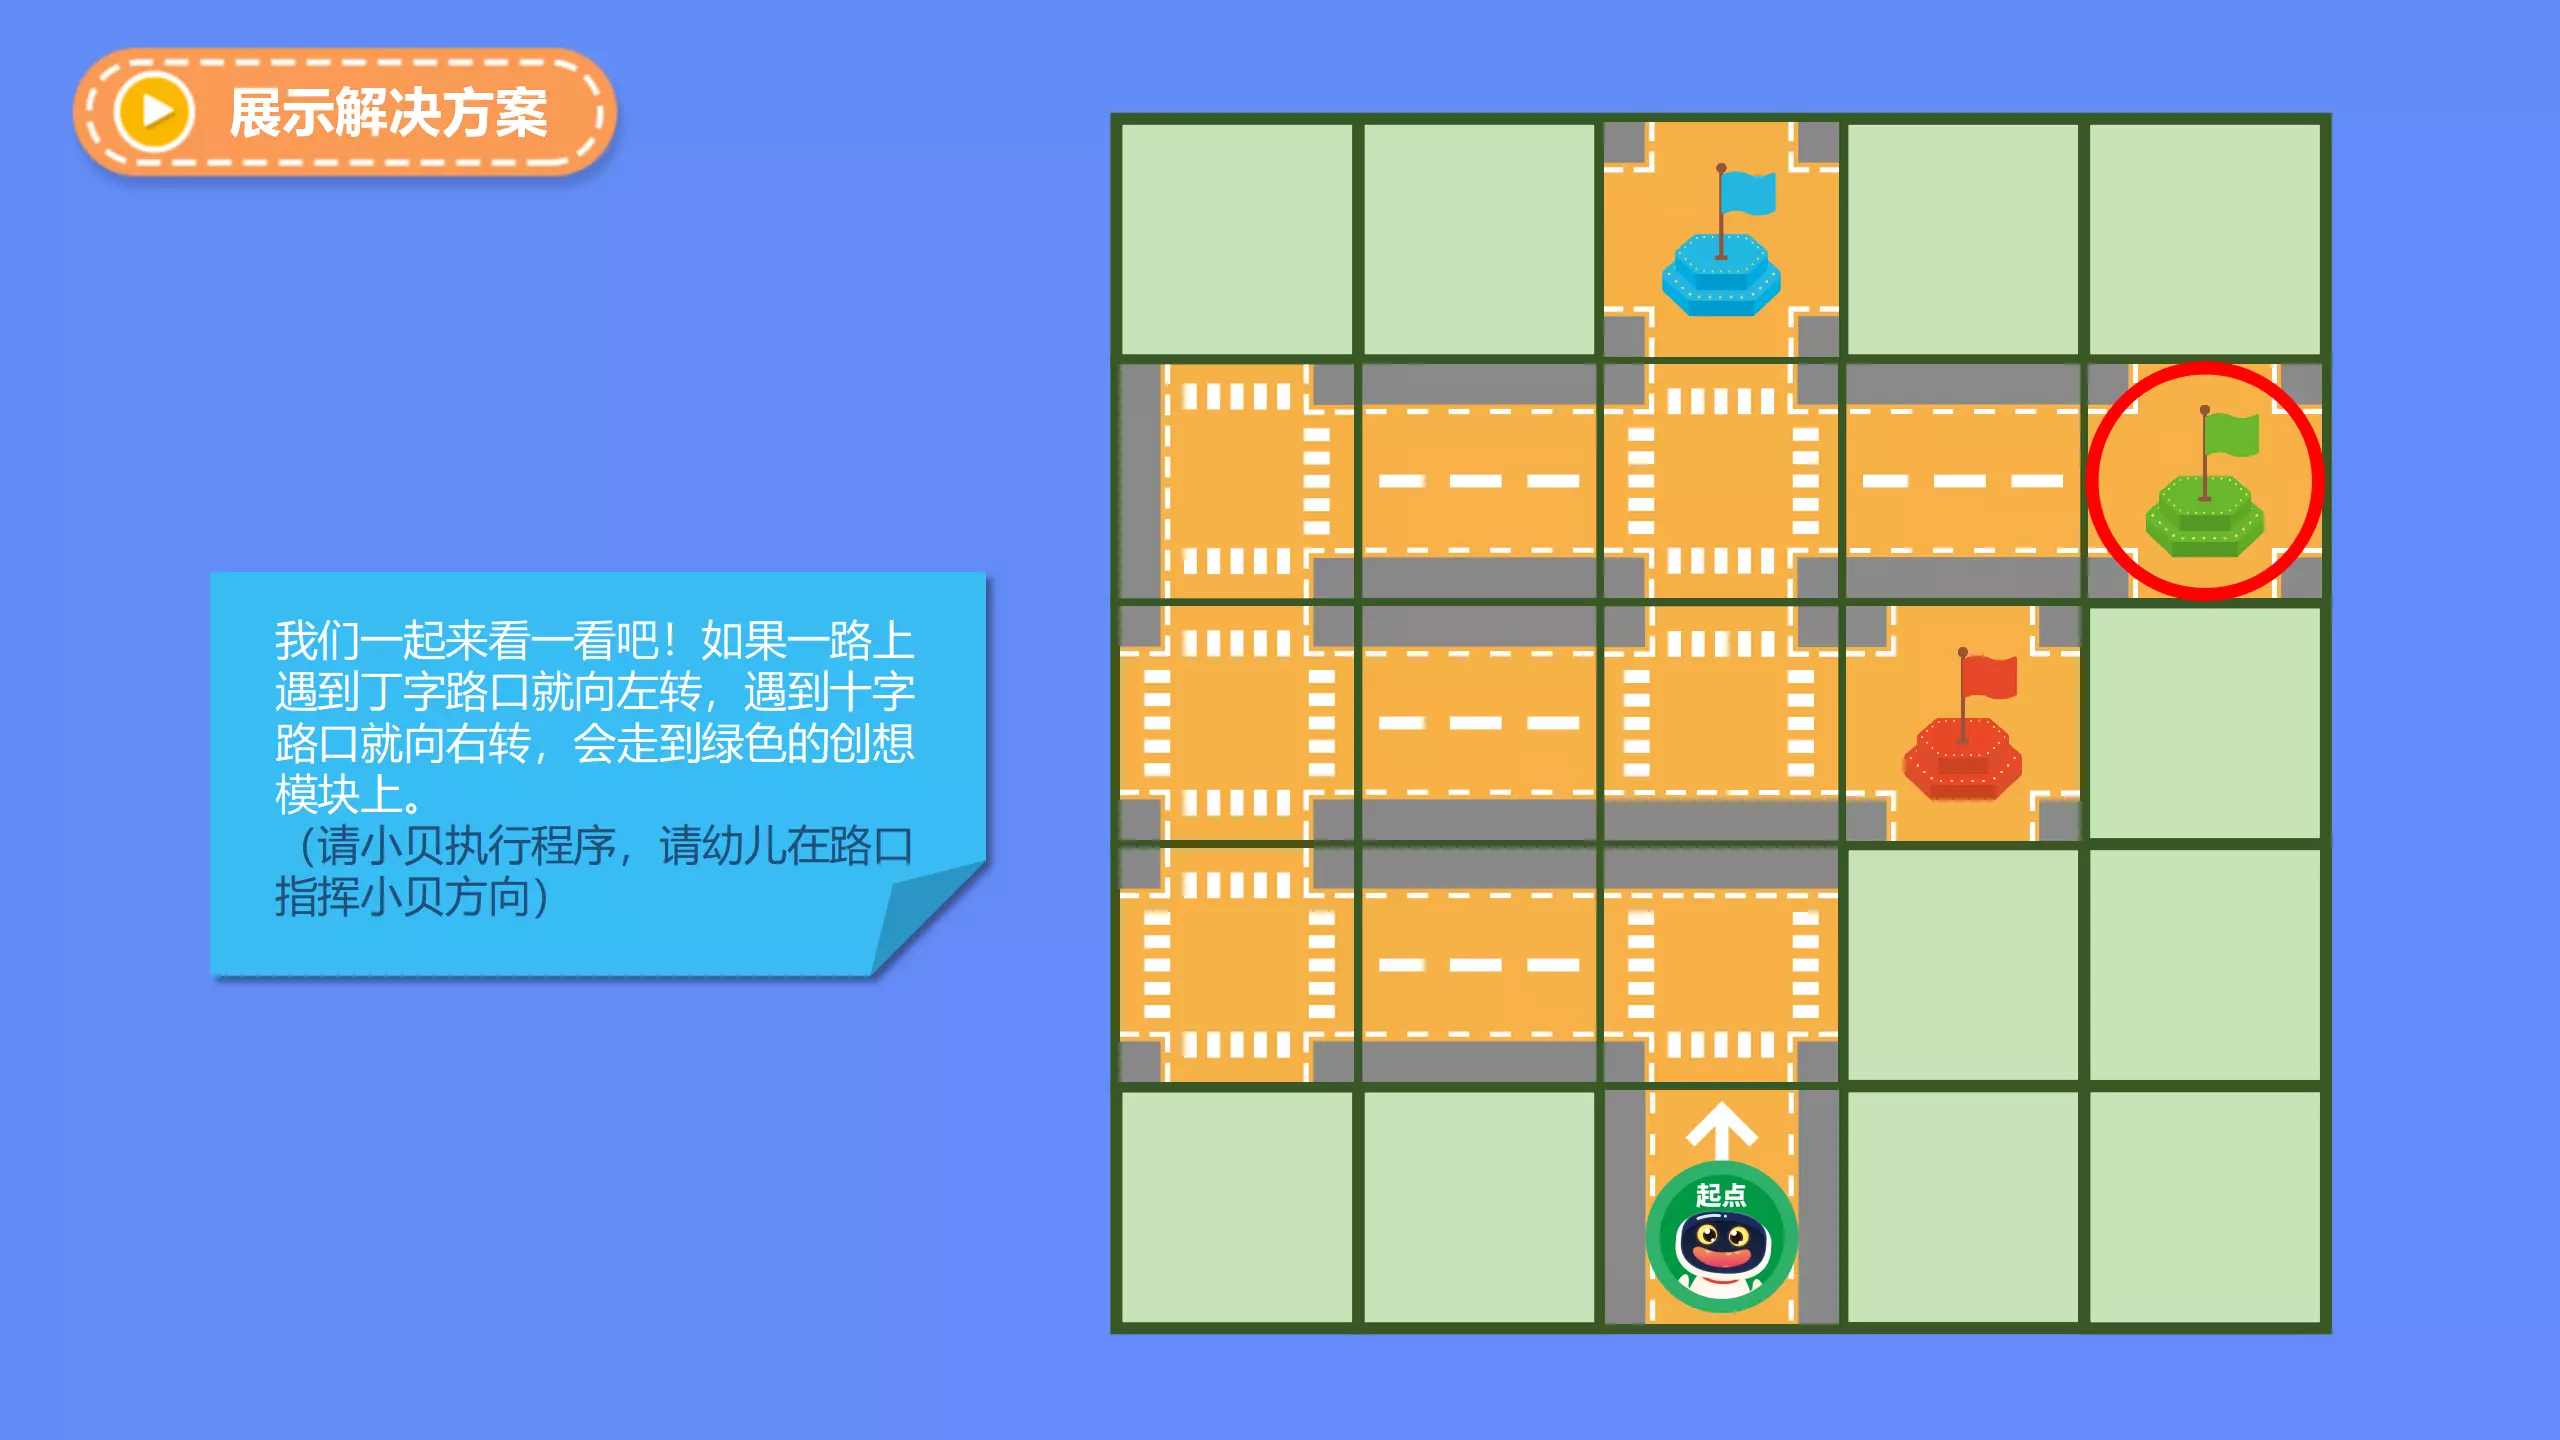 展示解决方案
我们一起来看一看吧！如果一路上
遇到丁字路口就向左转，遇到十字
路口就向右转，会走到绿色的创想
模块上。
（请小贝执行程序，请幼儿在路口
指挥小贝方向）
起点